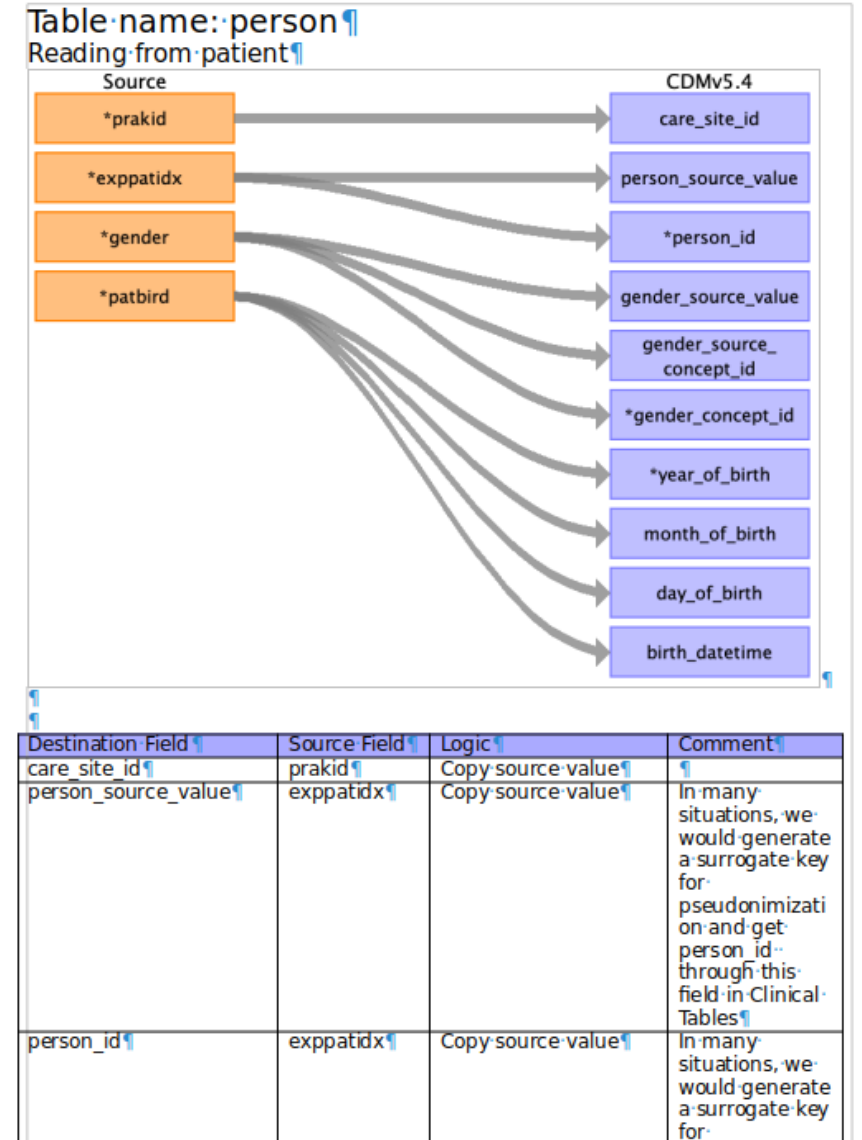 Table name: person¶
Reading from patient¶
Source CDMv5.4
*prakid care_site_id
*exppatidx person_source_value
*gender *person_id
*patbird gender_source_value
gender_source_
concept_id
*gender_concept_id
*year_of_birth
month_of_birth
day_of_birth
birth_datetime
¶
¶
¶
Destination Field¶ Source Field¶ Logic¶ Comment¶
care_site_id¶ prakid¶ Copy source value¶ ¶
person_source_value¶ exppatidx¶ Copy source value¶ In many
situations, we
would generate
a surrogate key
for
pseudonimizati
on and get
person_id
through this
field in Clinical
Tables¶
person_id¶ exppatidx¶ Copy source value¶ In many
situations, we
would generate
a surrogate key
for